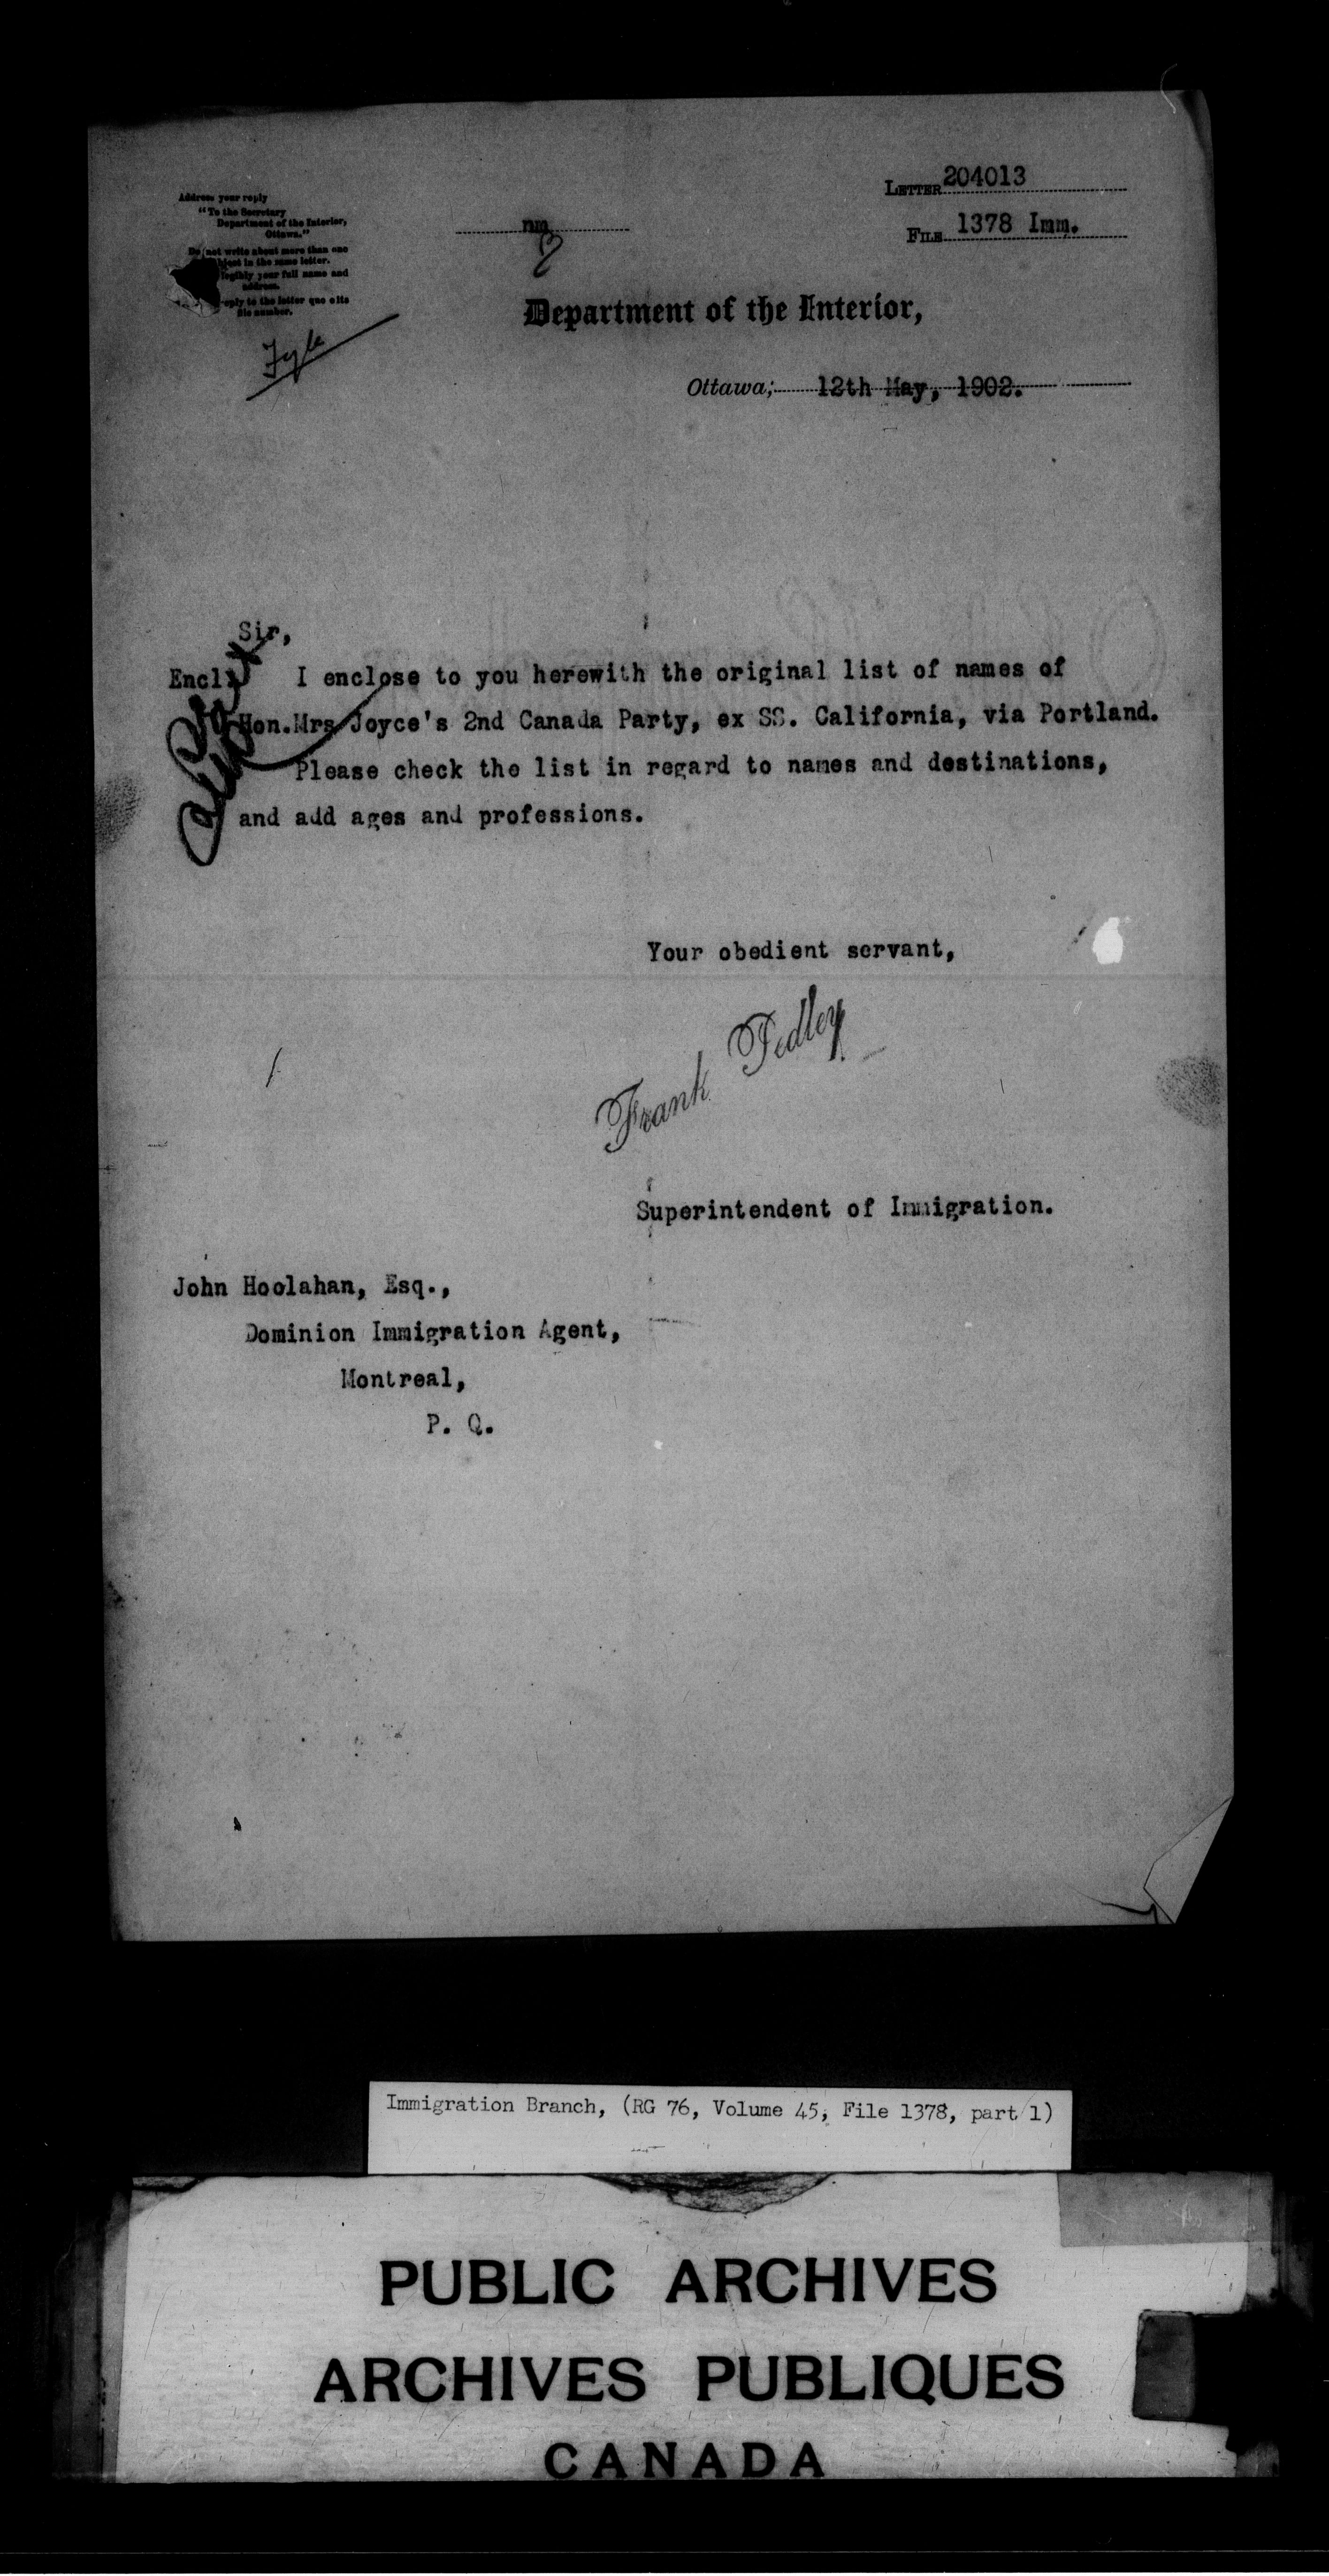 Letter 204013
File 1378 Imm.
Address your reply
"To the Secretary
Department of the Interior,
Ottawa."
Do not write about more than one
subject in the same letter.
legibly your full name and
address.
reply to the letter quo e its
file number.
nm
Fyle
Department of the Interior,
Ottawa, 12th May, 1902.
Sir,
Encl. I enclose to you herewith the original list of names of
Hon.Mrs Joyce's 2nd Canada Party, ex SS. California, via Portland.
Please check the list in regard to names and destinations,
and add ages and professions.
Your obedient servant,
Frank Pedley
Superintendent of Immigration.
John Hoolahan, Esq.,
Dominion Immigration Agent,
Montreal,
P. Q.
Immigration Branch, (RG 76, Volume 45, File 1378, part 1)
PUBLIC ARCHIVES
ARCHIVES PUBLIQUES
CANADA